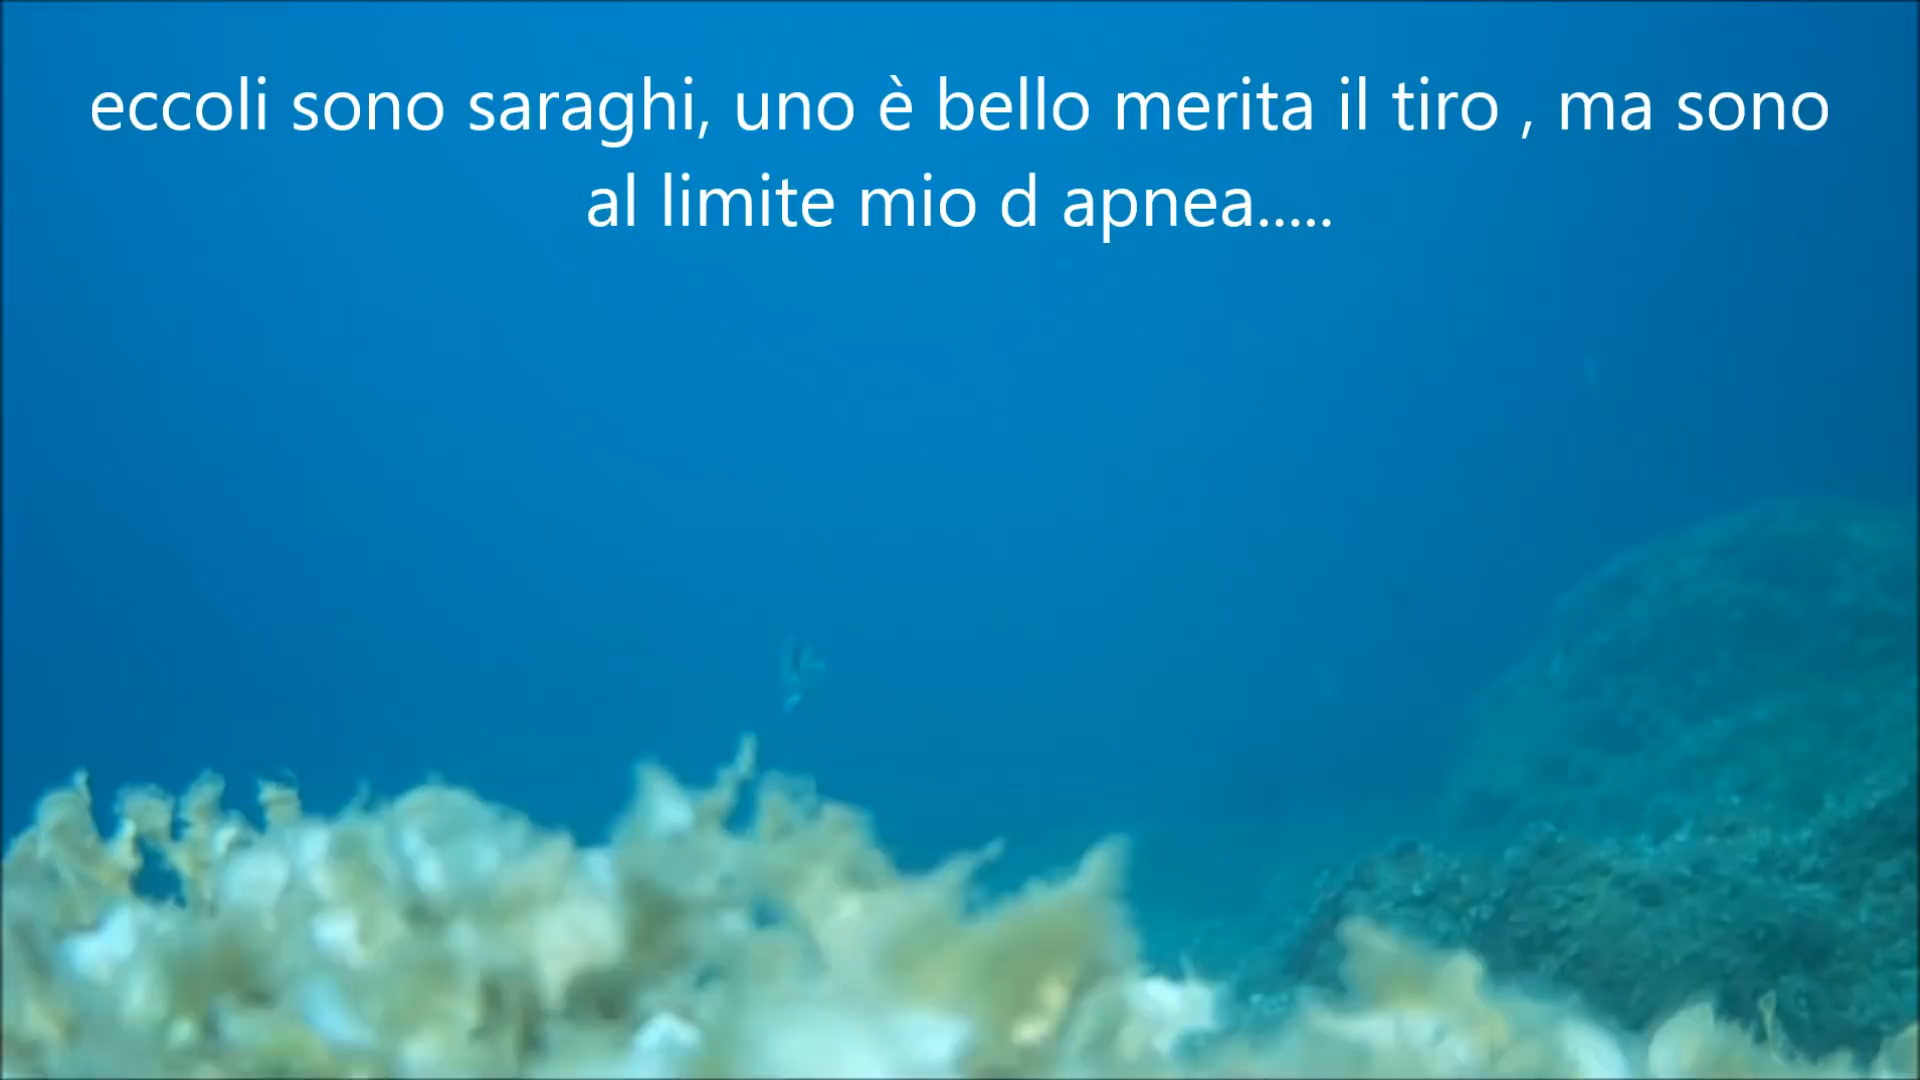 eccoli sono saraghi, uno è bello merita il tiro , ma sono
al limite mio d apnea.....